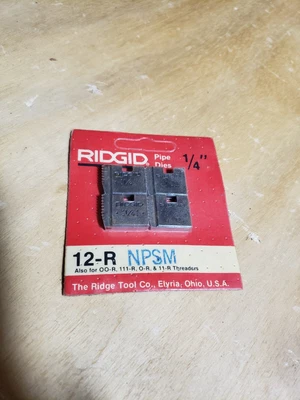 RIDGID. Pipe Dies 1/4"
12-R NPSM
Also for OO-R, 111-R, O-R, & 11-R Threaders
The Ridge Tool Co., Elyria, Ohio, U.S.A.